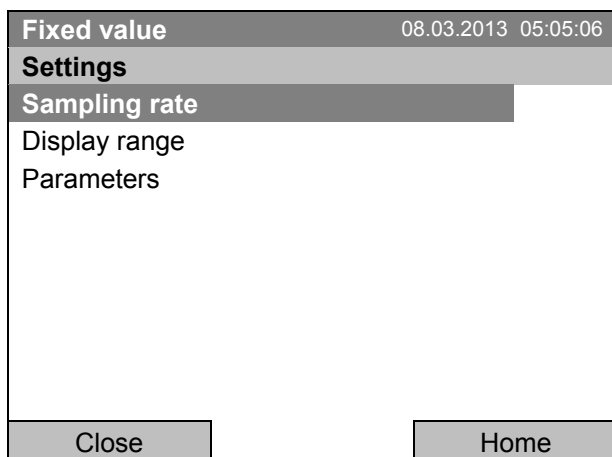 Fixed value 08.03.2013 05:05:06
Settings
Sampling rate
Display range
Parameters
Close Home